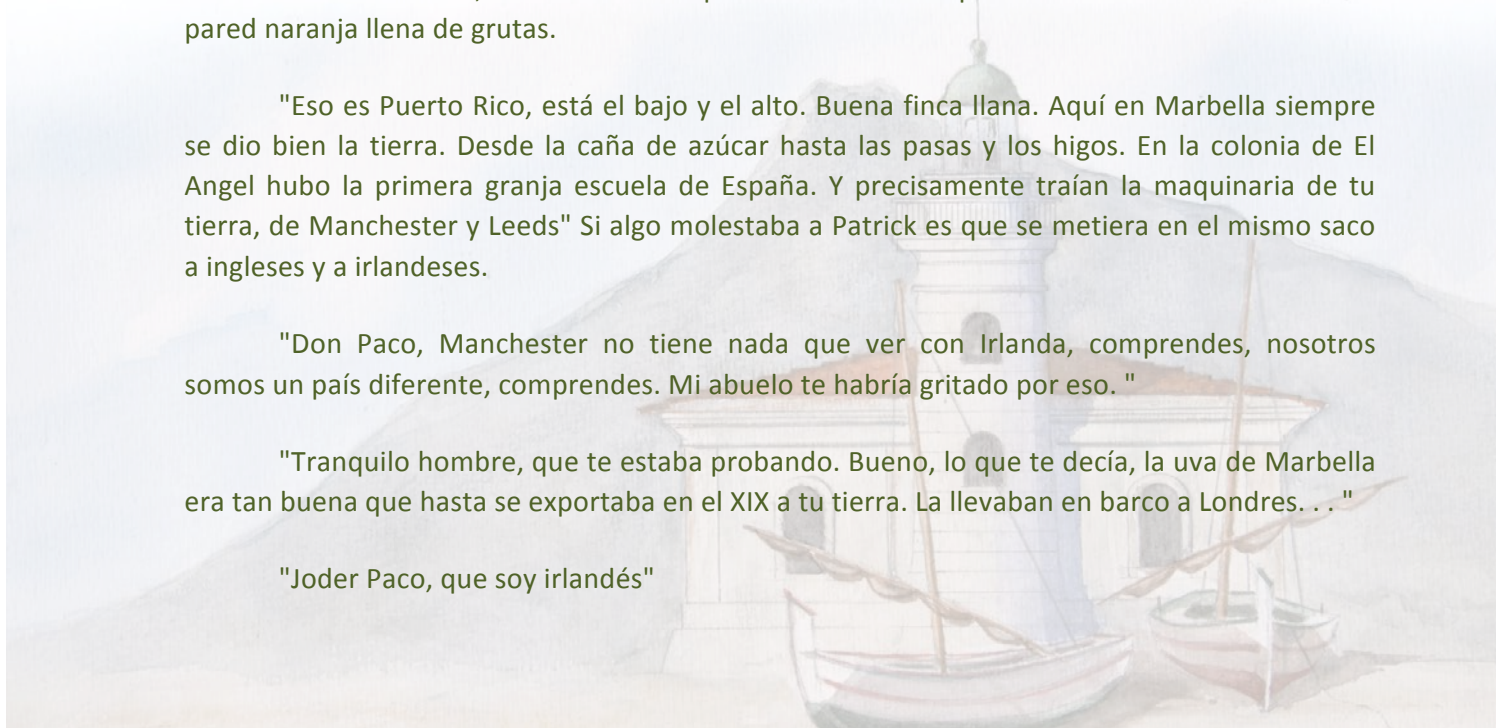 pared naranja llena de grutas.
"Eso es Puerto Rico, está el bajo y el alto. Buena finca llana. Aquí en Marbella siempre
se dio bien la tierra. Desde la caña de azúcar hasta las pasas y los higos. En la colonia de El
Angel hubo la primera granja escuela de España. Y precisamente traían la maquinaria de tu
tierra, de Manchester y Leeds" Si algo molestaba a Patrick es que se metiera en el mismo saco
a ingleses y a irlandeses.
"Don Paco, Manchester no tiene nada que ver con Irlanda, comprendes, nosotros
somos un país diferente, comprendes. Mi abuelo te habría gritado por eso. "
"Tranquilo hombre, que te estaba probando. Bueno, lo que te decía, la uva de Marbella
era tan buena que hasta se exportaba en el XIX a tu tierra. La llevaban en barco a Londres. . . "
"Joder Paco, que soy irlandés"